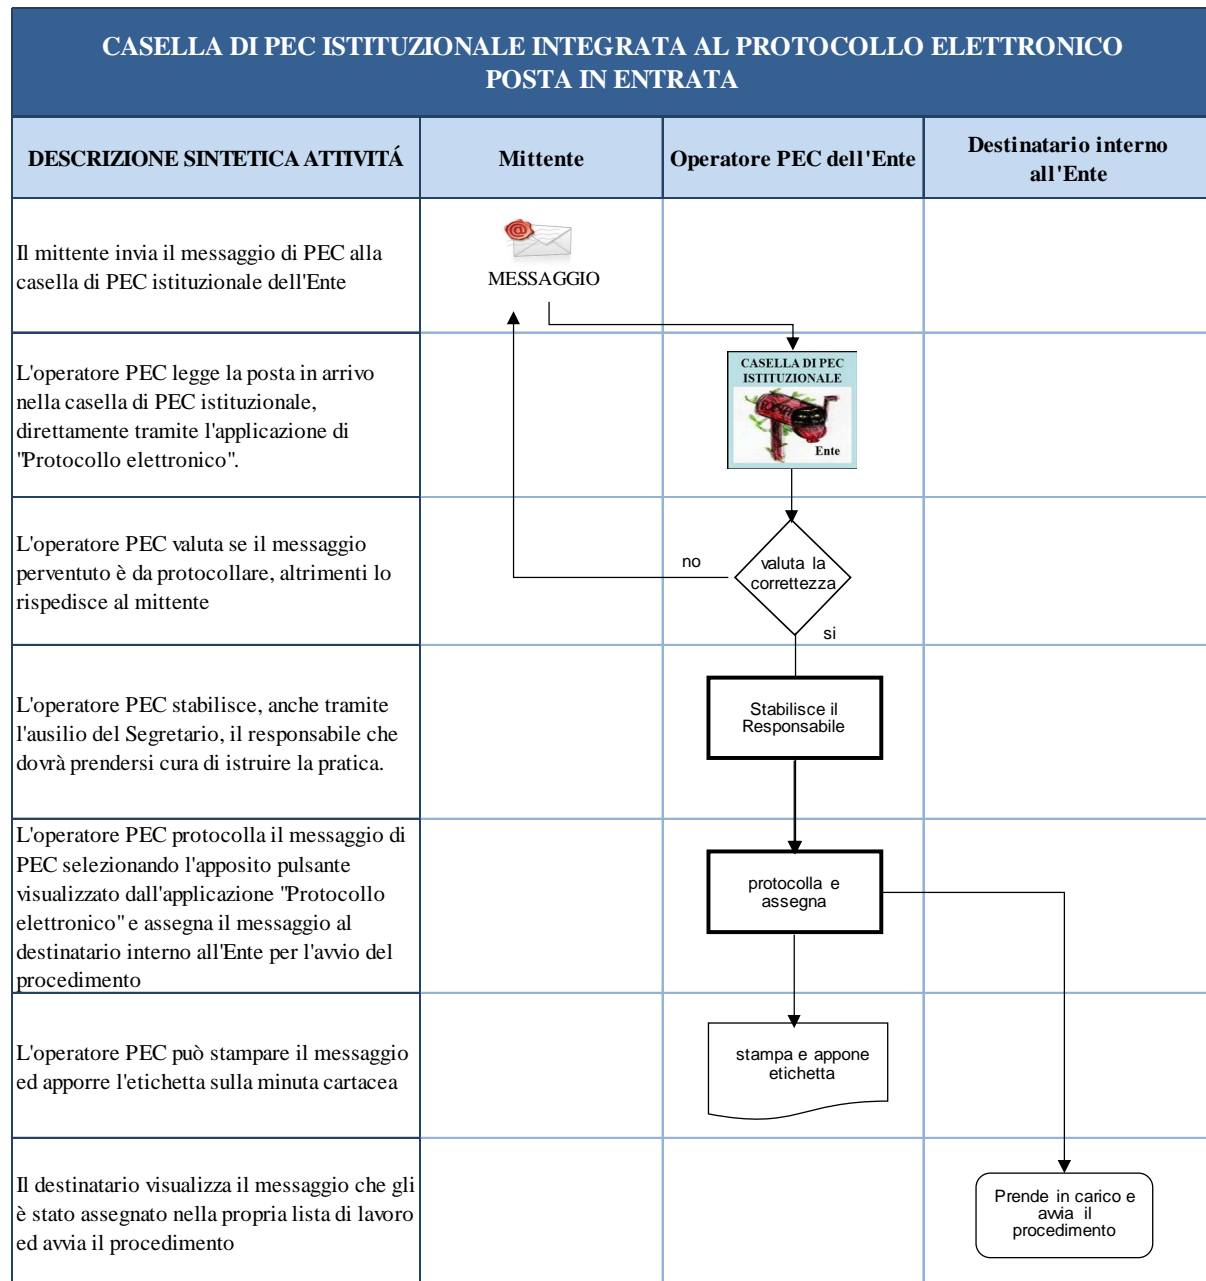 CASELLA DI PEC ISTITUZIONALE INTEGRATA AL PROTOCOLLO ELETTRONICO
POSTA IN ENTRATA
DESCRIZIONE SINTETICA ATTIVITÁ
Mittente
Operatore PEC dell'Ente
Destinatario interno
all'Ente
Il mittente invia il messaggio di PEC alla
casella di PEC istituzionale dell'Ente
MESSAGGIO
L'operatore PEC legge la posta in arrivo
nella casella di PEC istituzionale,
direttamente tramite l'applicazione di
"Protocollo elettronico".
CASELLA DI PEC
ISTITUZIONALE
Ente
L'operatore PEC valuta se il messaggio
perventuto è da protocollare, altrimenti lo
rispedisce al mittente
no
valuta la
correttezza
si
L'operatore PEC stabilisce, anche tramite
l'ausilio del Segretario, il responsabile che
dovrà prendersi cura di istruire la pratica.
Stabilisce il
Responsabile
L'operatore PEC protocolla il messaggio di
PEC selezionando l'apposito pulsante
visualizzato dall'applicazione "Protocollo
elettronico" e assegna il messaggio al
destinatario interno all'Ente per l'avvio del
procedimento
protocolla e
assegna
L'operatore PEC può stampare il messaggio
ed apporre l'etichetta sulla minuta cartacea
stampa e appone
etichetta
Il destinatario visualizza il messaggio che gli
è stato assegnato nella propria lista di lavoro
ed avvia il procedimento
Prende in carico e
avvia il
procedimento